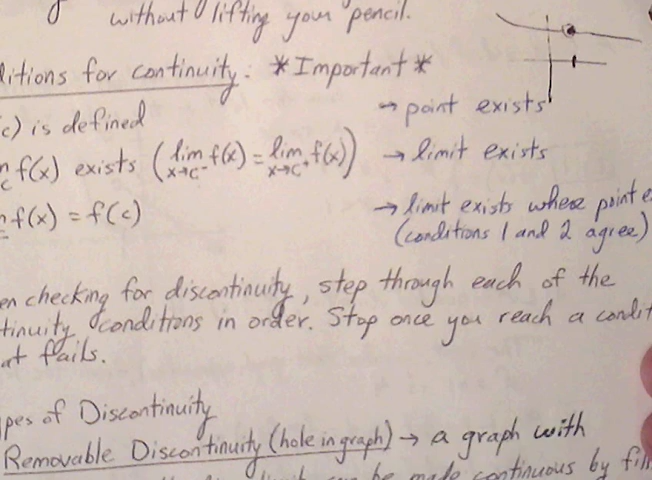 without lifting your pencil.
ditions for continuity: *Important*
c) is defined → point exists
f(x) exists (lim x→c⁻ f(x) = lim x→c⁺ f(x)) → limit exists
f(x) = f(c) → limit exists where point e
(conditions 1 and 2 agree)
en checking for discontinuity, step through each of the
tinuity conditions in order. Stop once you reach a condit
at fails.
pes of Discontinuity
Removable Discontinuity (hole in graph) → a graph with
be made continuous by fill